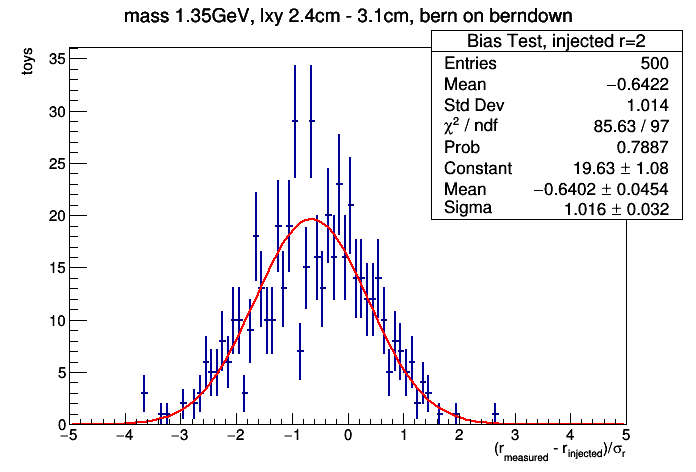 mass 1.35GeV, lxy 2.4cm - 3.1cm, bern on berndown
Bias Test, injected r=2
Entries 500
Mean −0.6422
Std Dev 1.014
χ² / ndf 85.63 / 97
Prob 0.7887
Constant 19.63 ± 1.08
Mean −0.6402 ± 0.0454
Sigma 1.016 ± 0.032
toys
35
30
25
20
15
10
5
0
−5 −4 −3 −2 −1 0 1 2 3 4 5
(r_measured - r_injected)/σ_r